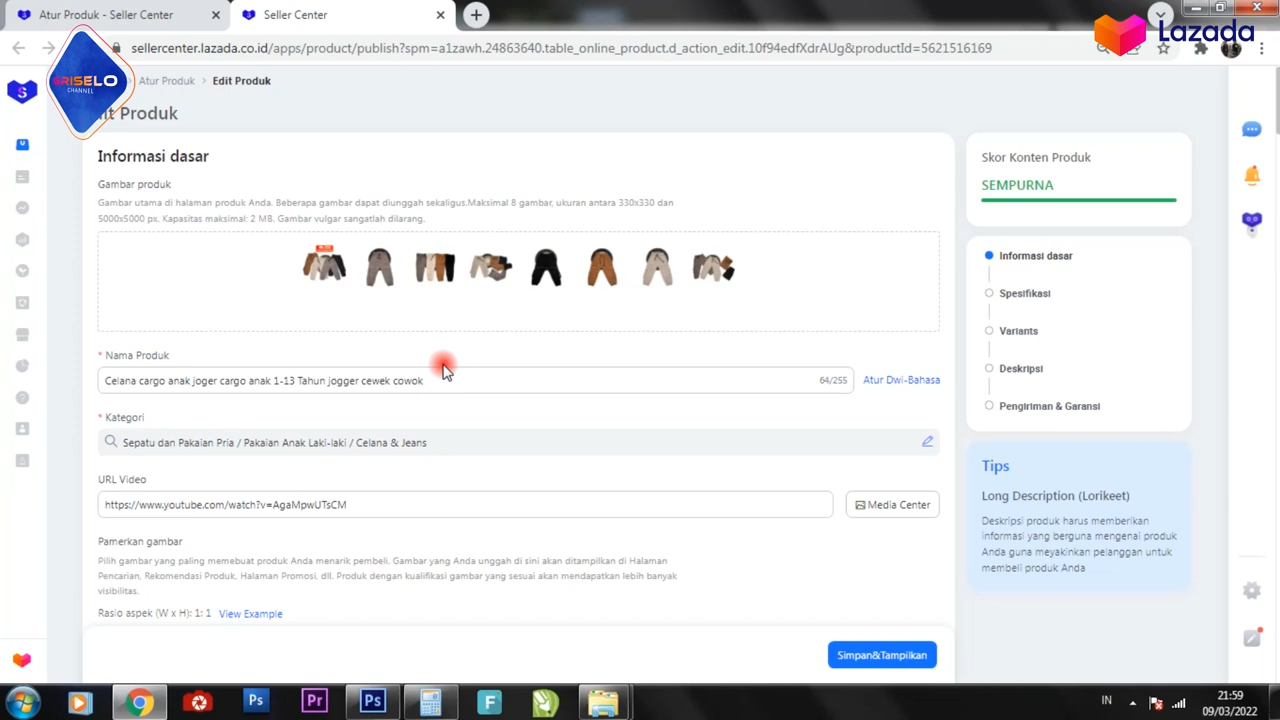 Atur Produk - Seller Center
Seller Center
sellercenter.lazada.co.id/apps/product/publish?spm=a1zawh.24863640.table_online_product.d_action_edit.10f94edfXdrAUg&productId=5621516169
Lazada
GRISELO
CHANNEL
Atur Produk > Edit Produk
Produk
Informasi dasar
Gambar produk
Gambar utama di halaman produk Anda. Beberapa gambar dapat diunggah sekaligus.Maksimal 8 gambar, ukuran antara 330x330 dan
5000x5000 px. Kapasitas maksimal: 2 MB. Gambar vulgar sangatlah dilarang.
* Nama Produk
Celana cargo anak joger cargo anak 1-13 Tahun jogger cewek cowok
64/255
Atur Dwi-Bahasa
* Kategori
Sepatu dan Pakaian Pria / Pakaian Anak Laki-laki / Celana & Jeans
URL Video
https://www.youtube.com/watch?v=AgaMpwUTsCM
Media Center
Pamerkan gambar
Pilih gambar yang paling memebuat produk Anda menarik pembeli. Gambar yang Anda unggah di sini akan ditampilkan di Halaman
Pencarian, Rekomendasi Produk, Halaman Promosi, dll. Produk dengan kualifikasi gambar yang sesuai akan mendapatkan lebih banyak
visibilitas.
Rasio aspek (W x H): 1: 1 View Example
Simpan&Tampilkan
Skor Konten Produk
SEMPURNA
Informasi dasar
Spesifikasi
Variants
Deskripsi
Pengiriman & Garansi
Tips
Long Description (Lorikeet)
Deskripsi produk harus memberikan
informasi yang berguna mengenai produk
Anda guna meyakinkan pelanggan untuk
membeli produk Anda
Ps
Pr
Ps
F
IN
21:59
09/03/2022